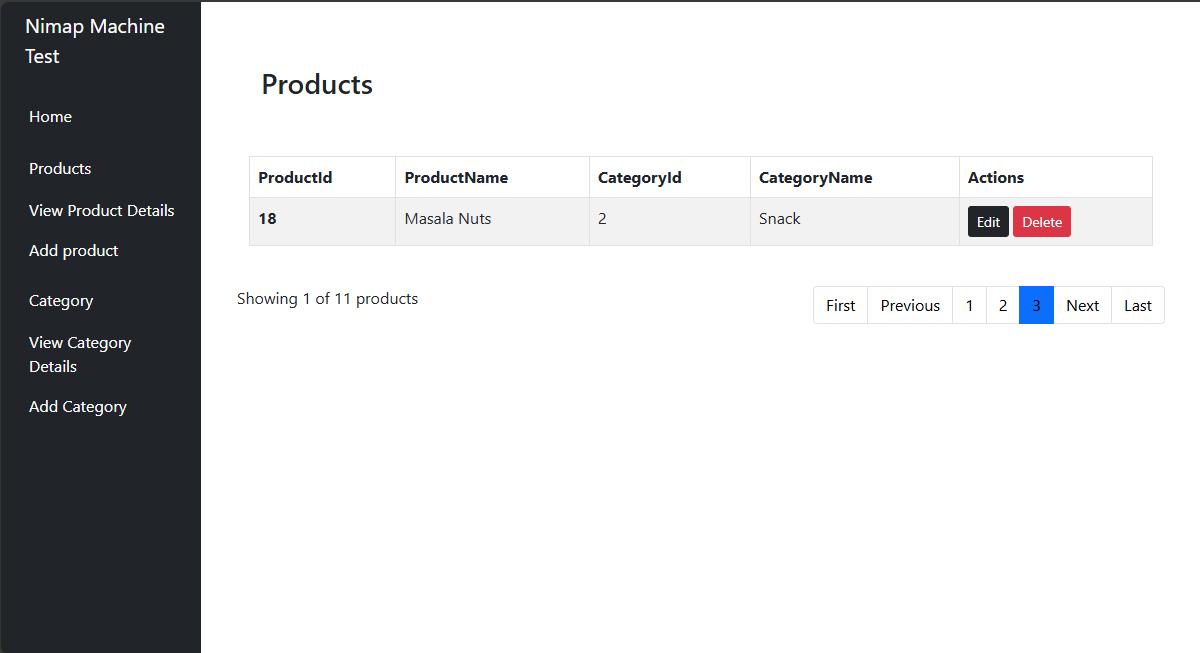 Nimap Machine
Test
Home
Products
View Product Details
Add product
Category
View Category
Details
Add Category
Products
ProductId ProductName CategoryId CategoryName Actions
18 Masala Nuts 2 Snack Edit Delete
Showing 1 of 11 products First Previous 1 2 3 Next Last